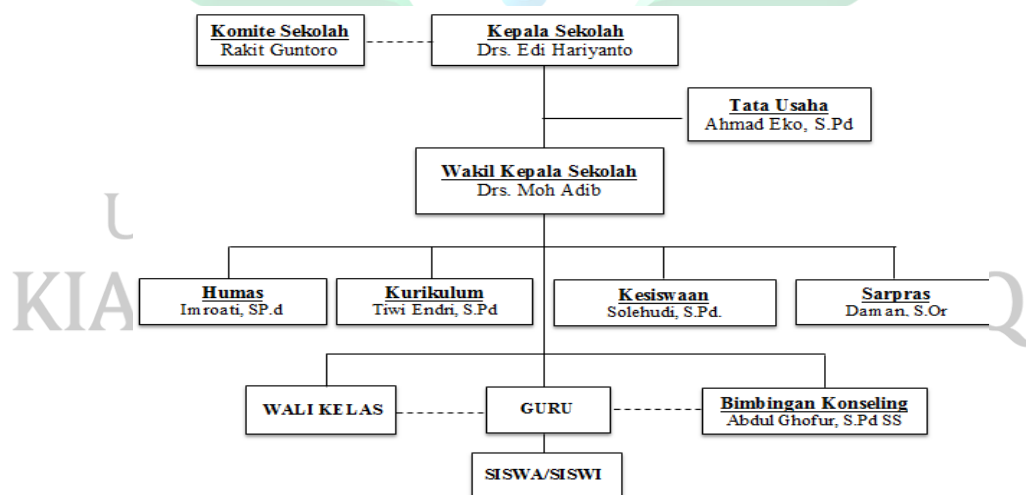 Komite Sekolah
Rakit Guntoro
Kepala Sekolah
Drs. Edi Hariyanto
Tata Usaha
Ahmad Eko, S.Pd
Wakil Kepala Sekolah
Drs. Moh Adib
U
KIA
Q
Humas
Imroati, SP.d
Kurikulum
Tiwi Endri, S.Pd
Kesiswaan
Solehudi, S.Pd.
Sarpras
Daman, S.Or
WALI KELAS
GURU
Bimbingan Konseling
Abdul Ghofur, S.Pd SS
SISWA/SISWI